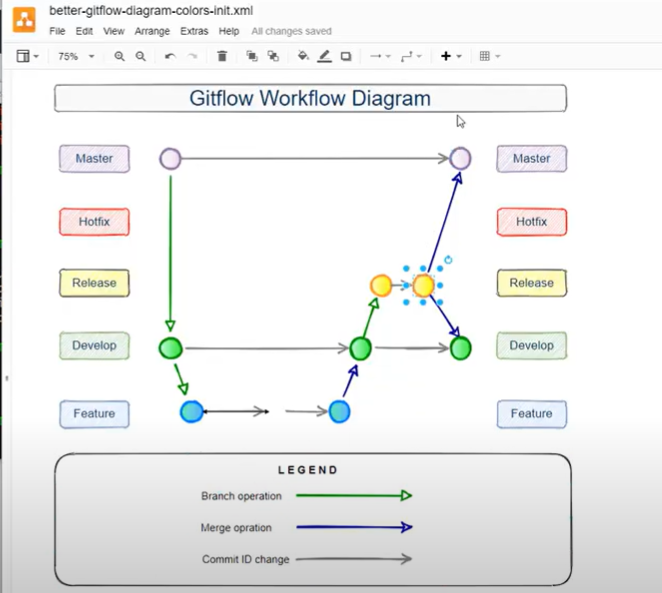 better-gitflow-diagram-colors-init.xml
File Edit View Arrange Extras Help All changes saved
75%
Gitflow Workflow Diagram
Master Master
Hotfix Hotfix
Release Release
Develop Develop
Feature Feature
LEGEND
Branch operation
Merge opration
Commit ID change